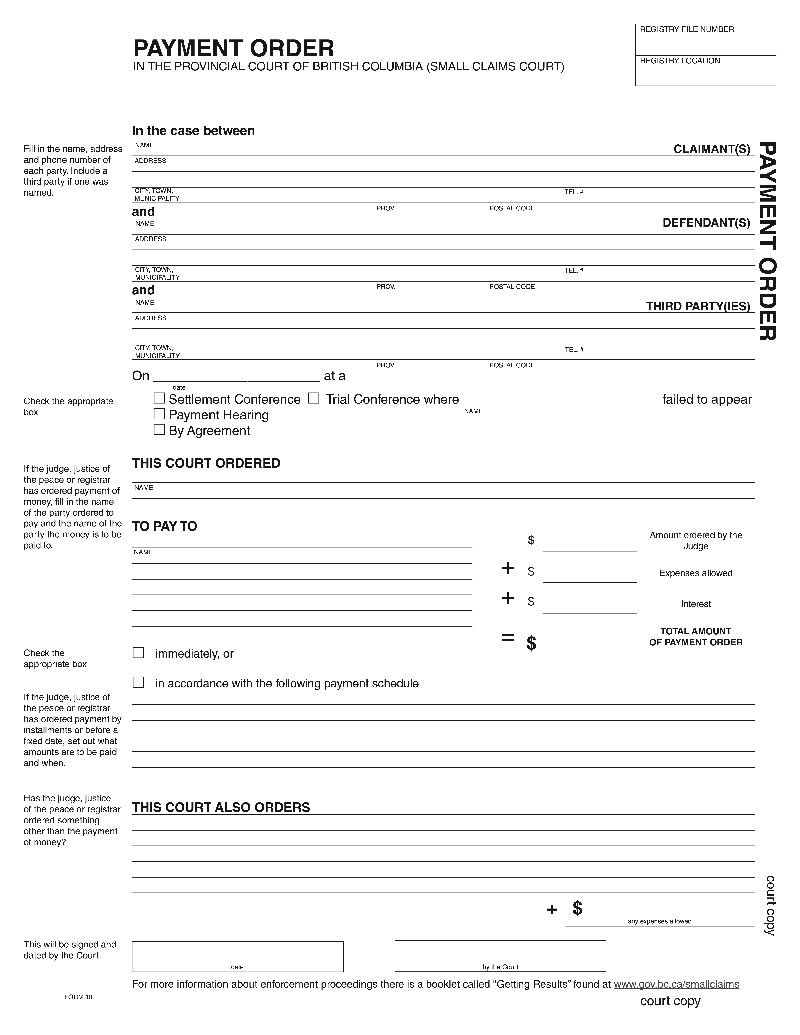 REGISTRY FILE NUMBER
PAYMENT ORDER
IN THE PROVINCIAL COURT OF BRITISH COLUMBIA (SMALL CLAIMS COURT)
REGISTRY LOCATION
In the case between
Fill in the name, address
and phone number of
each party. Include a
third party if one was
named.
NAME
CLAIMANT(S)
ADDRESS
CITY, TOWN,
MUNICIPALITY
TEL. #
PROV.
POSTAL CODE
and
NAME
DEFENDANT(S)
ADDRESS
CITY, TOWN,
MUNICIPALITY
TEL. #
PROV.
POSTAL CODE
and
NAME
THIRD PARTY(IES)
ADDRESS
CITY, TOWN,
MUNICIPALITY
TEL. #
PROV.
POSTAL CODE
PAYMENT ORDER
On at a
date
Check the appropriate
box
Settlement Conference Trial Conference where failed to appear
NAME
Payment Hearing
By Agreement
If the judge, justice of
the peace or registrar
has ordered payment of
money, fill in the name
of the party ordered to
pay and the name of the
party the money is to be
paid to.
THIS COURT ORDERED
NAME
TO PAY TO
NAME
$ Amount ordered by the
Judge
+ $ Expenses allowed
+ $ Interest
= $ TOTAL AMOUNT
OF PAYMENT ORDER
Check the
appropriate box
immediately, or
in accordance with the following payment schedule
If the judge, justice of
the peace or registrar
has ordered payment by
installments or before a
fixed date, set out what
amounts are to be paid
and when.
Has the judge, justice
of the peace or registrar
ordered something
other than the payment
of money?
THIS COURT ALSO ORDERS
+ $
any expenses allowed
court copy
This will be signed and
dated by the Court.
date
by the Court
For more information about enforcement proceedings there is a booklet called "Getting Results" found at www.gov.bc.ca/smallclaims
FORM 10
court copy